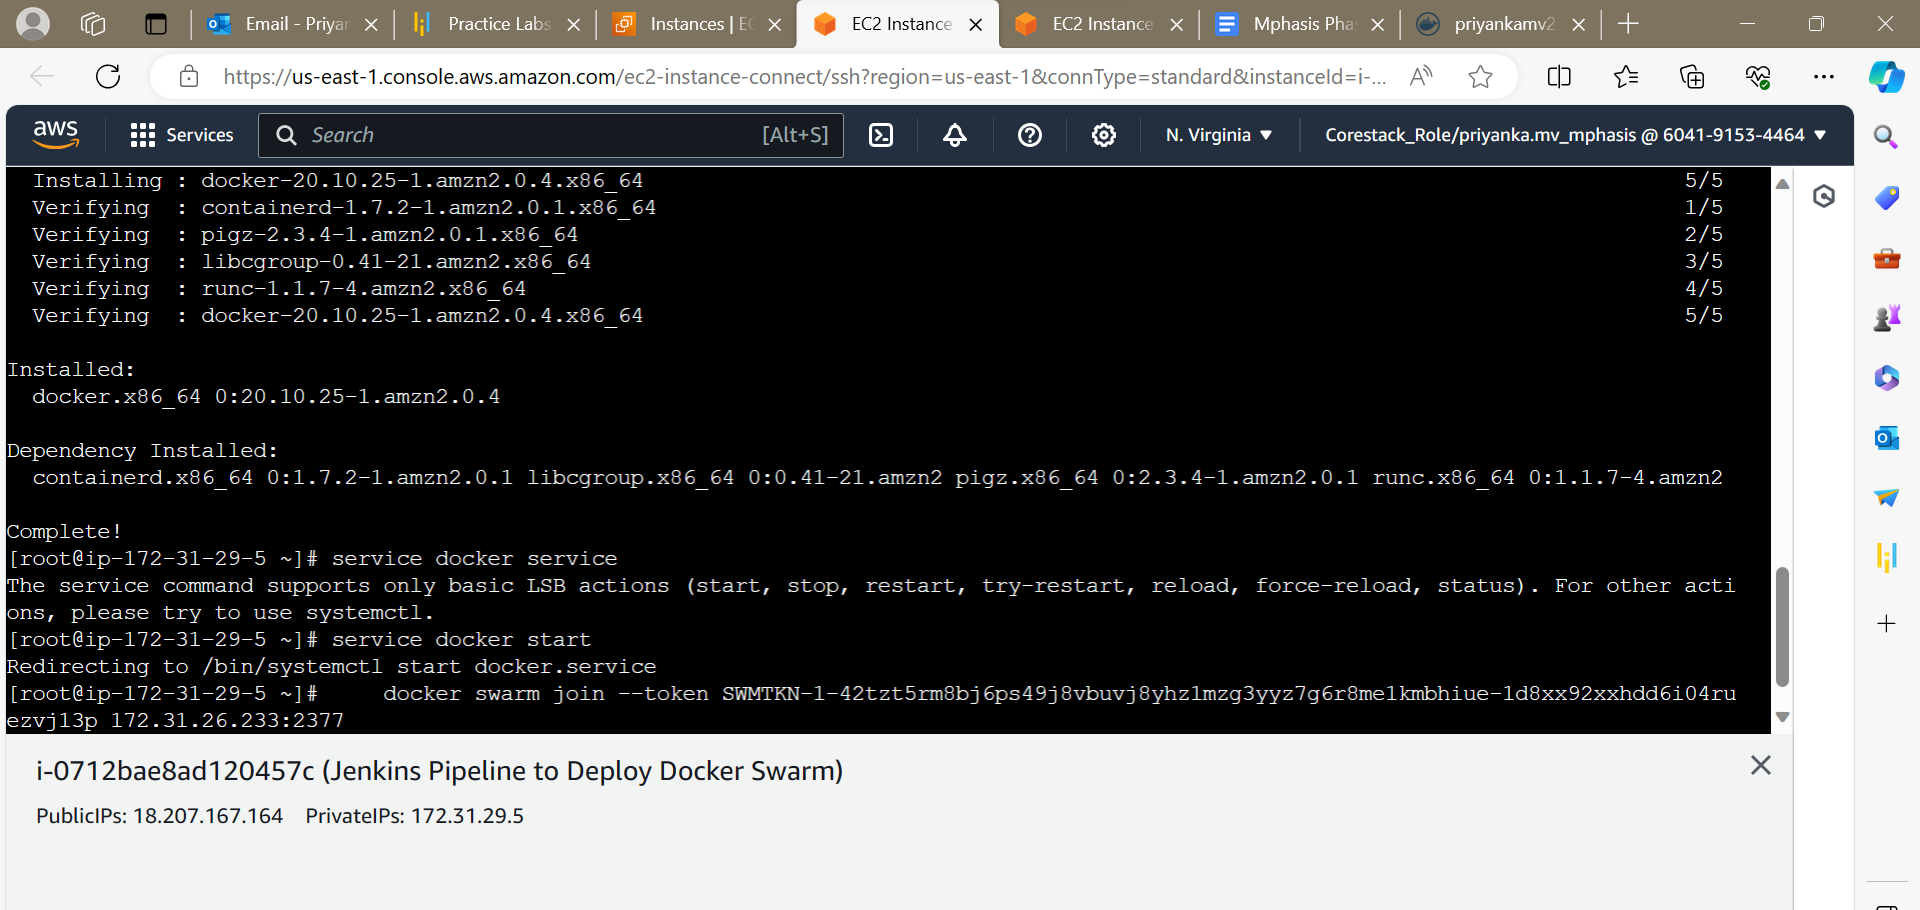 Email - Priyar
Practice Labs
Instances | EC
EC2 Instance
EC2 Instance
Mphasis Pha
priyankamv2
https://us-east-1.console.aws.amazon.com/ec2-instance-connect/ssh?region=us-east-1&connType=standard&instanceId=i-...
aws
Services
Search
[Alt+S]
N. Virginia
Corestack_Role/priyanka.mv_mphasis @ 6041-9153-4464
Installing : docker-20.10.25-1.amzn2.0.4.x86_64 5/5
Verifying : containerd-1.7.2-1.amzn2.0.1.x86_64 1/5
Verifying : pigz-2.3.4-1.amzn2.0.1.x86_64 2/5
Verifying : libcgroup-0.41-21.amzn2.x86_64 3/5
Verifying : runc-1.1.7-4.amzn2.x86_64 4/5
Verifying : docker-20.10.25-1.amzn2.0.4.x86_64 5/5
Installed:
docker.x86_64 0:20.10.25-1.amzn2.0.4
Dependency Installed:
containerd.x86_64 0:1.7.2-1.amzn2.0.1 libcgroup.x86_64 0:0.41-21.amzn2 pigz.x86_64 0:2.3.4-1.amzn2.0.1 runc.x86_64 0:1.1.7-4.amzn2
Complete!
[root@ip-172-31-29-5 ~]# service docker service
The service command supports only basic LSB actions (start, stop, restart, try-restart, reload, force-reload, status). For other acti
ons, please try to use systemctl.
[root@ip-172-31-29-5 ~]# service docker start
Redirecting to /bin/systemctl start docker.service
[root@ip-172-31-29-5 ~]# docker swarm join --token SWMTKN-1-42tzt5rm8bj6ps49j8vbuvj8yhz1mzg3yyz7g6r8me1kmbhiue-1d8xx92xxhdd6i04ru
ezvj13p 172.31.26.233:2377
i-0712bae8ad120457c (Jenkins Pipeline to Deploy Docker Swarm)
PublicIPs: 18.207.167.164 PrivateIPs: 172.31.29.5